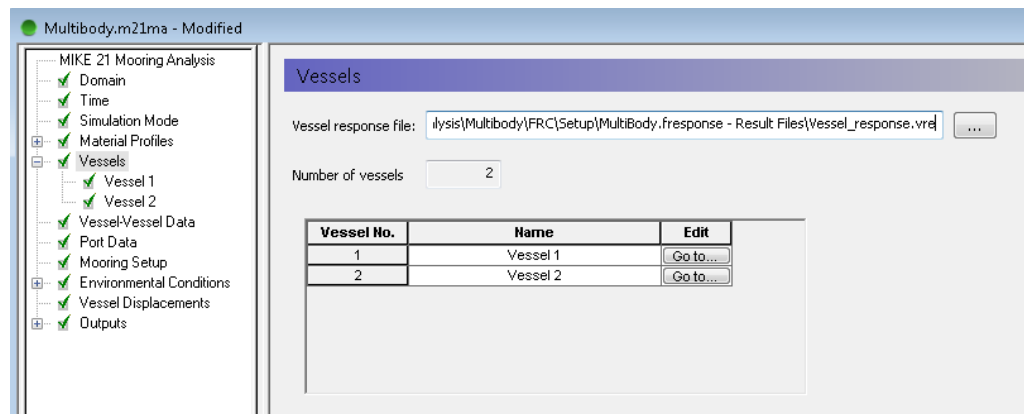 Multibody.m21ma - Modified
MIKE 21 Mooring Analysis
Domain
Time
Simulation Mode
Material Profiles
Vessels
Vessel 1
Vessel 2
Vessel-Vessel Data
Port Data
Mooring Setup
Environmental Conditions
Vessel Displacements
Outputs
Vessels
Vessel response file: ılysis\Multibody\FRC\Setup\MultiBody.fresponse - Result Files\Vessel_response.vre ...
Number of vessels 2
Vessel No. Name Edit
1 Vessel 1 Go to...
2 Vessel 2 Go to...